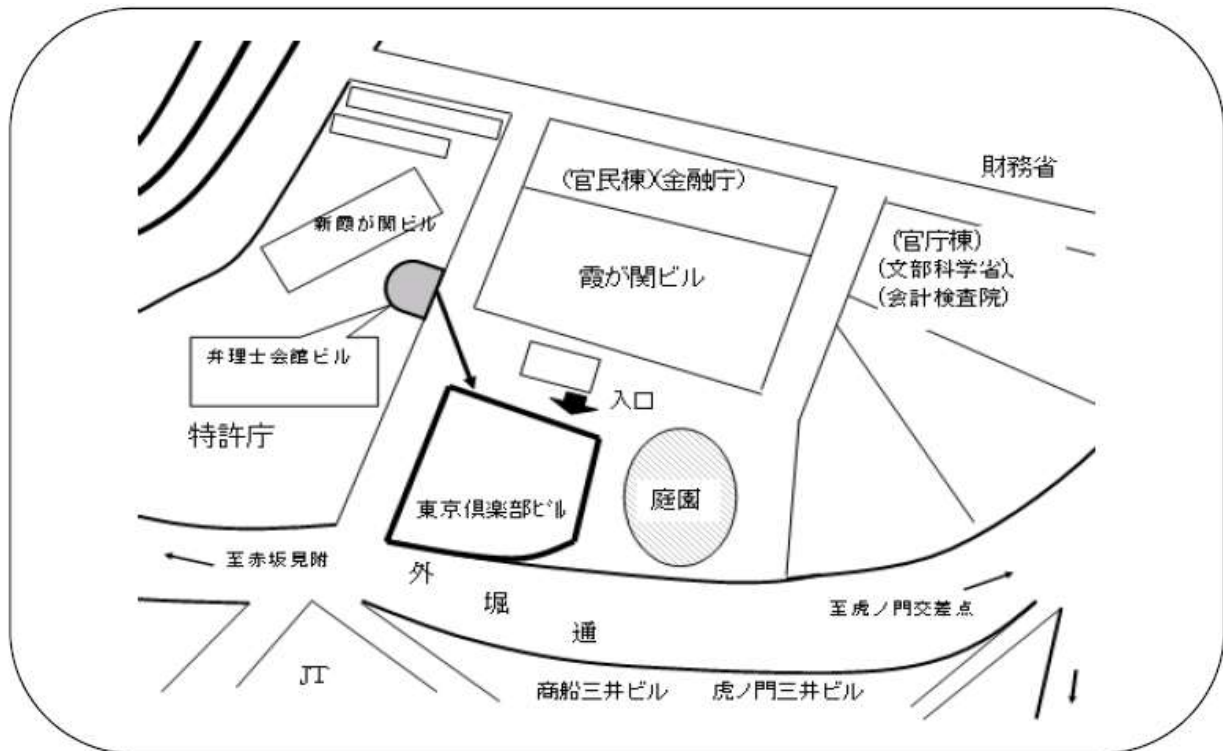 財務省
(官民棟)(金融庁)
新霞が関ビル
(官庁棟)
(文部科学省)、
(会計検査院)
霞が関ビル
弁理士会館ビル
入口
特許庁
東京倶楽部ビル
庭園
至赤坂見附
外
堀
通
至虎ノ門交差点
JT
商船三井ビル
虎ノ門三井ビル